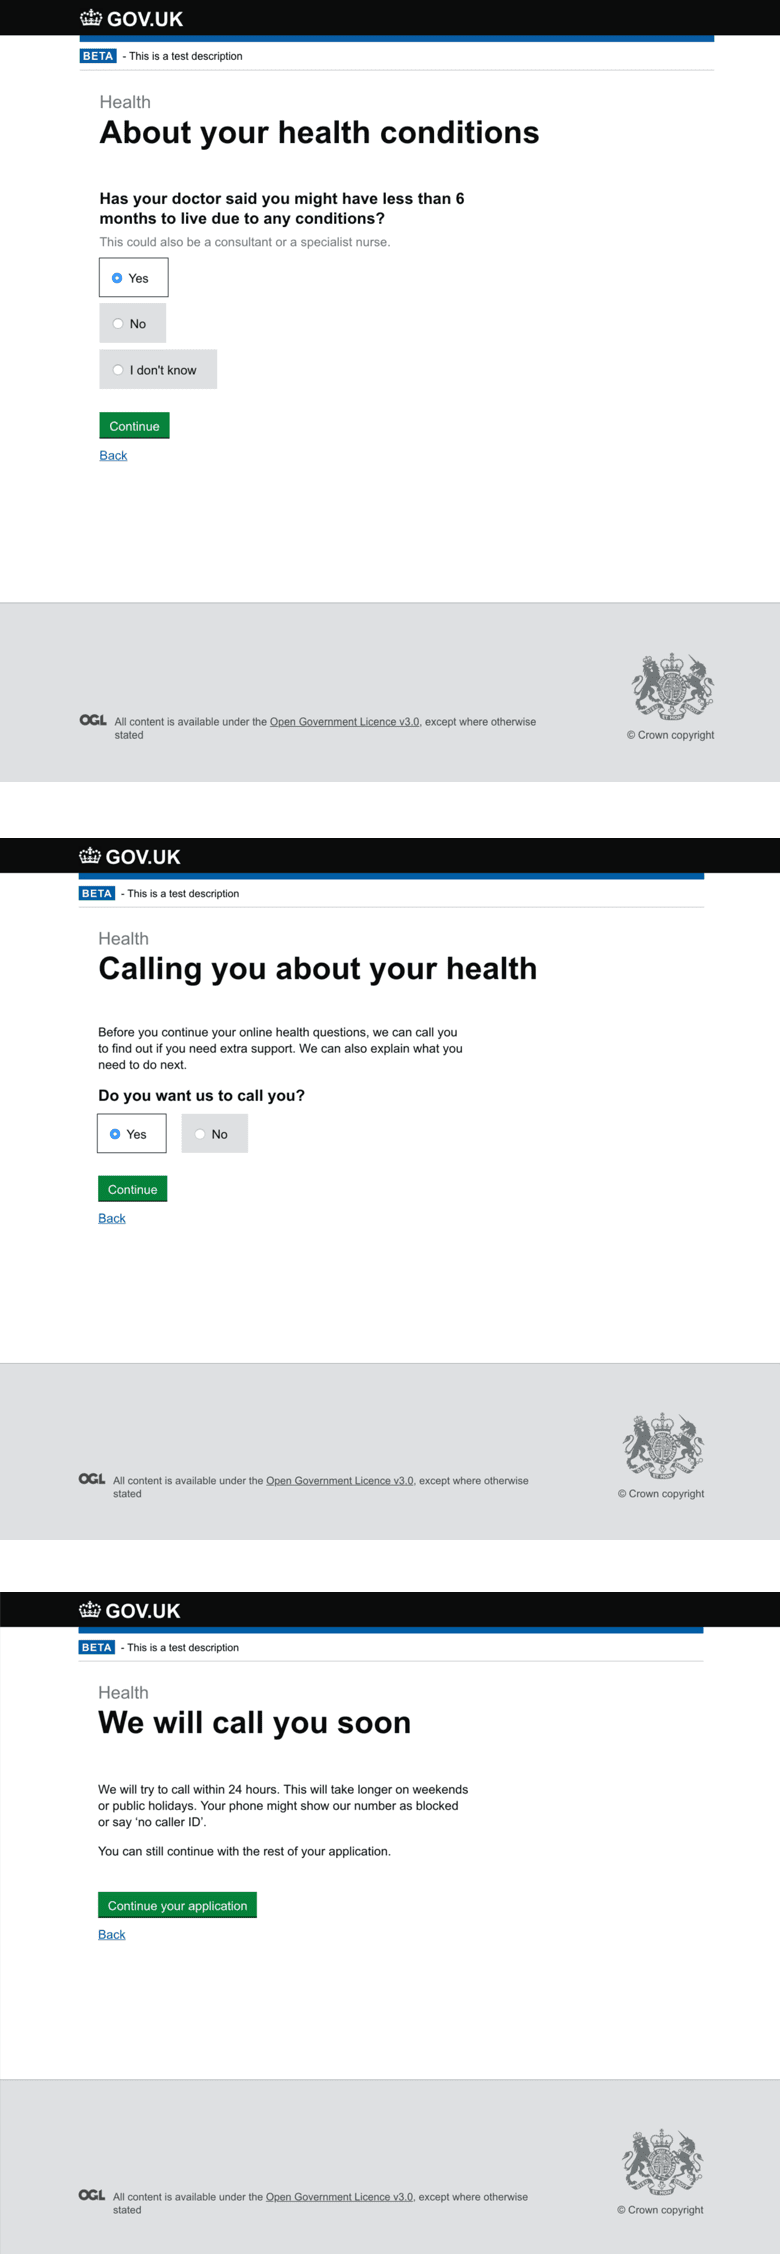 GOV.UK
BETA - This is a test description
Health
About your health conditions
Has your doctor said you might have less than 6
months to live due to any conditions?
This could also be a consultant or a specialist nurse.
Yes
No
I don't know
Continue
Back
OGL All content is available under the Open Government Licence v3.0, except where otherwise
stated
© Crown copyright
GOV.UK
BETA - This is a test description
Health
Calling you about your health
Before you continue your online health questions, we can call you
to find out if you need extra support. We can also explain what you
need to do next.
Do you want us to call you?
Yes No
Continue
Back
OGL All content is available under the Open Government Licence v3.0, except where otherwise
stated
© Crown copyright
GOV.UK
BETA - This is a test description
Health
We will call you soon
We will try to call within 24 hours. This will take longer on weekends
or public holidays. Your phone might show our number as blocked
or say ‘no caller ID’.
You can still continue with the rest of your application.
Continue your application
Back
OGL All content is available under the Open Government Licence v3.0, except where otherwise
stated
© Crown copyright